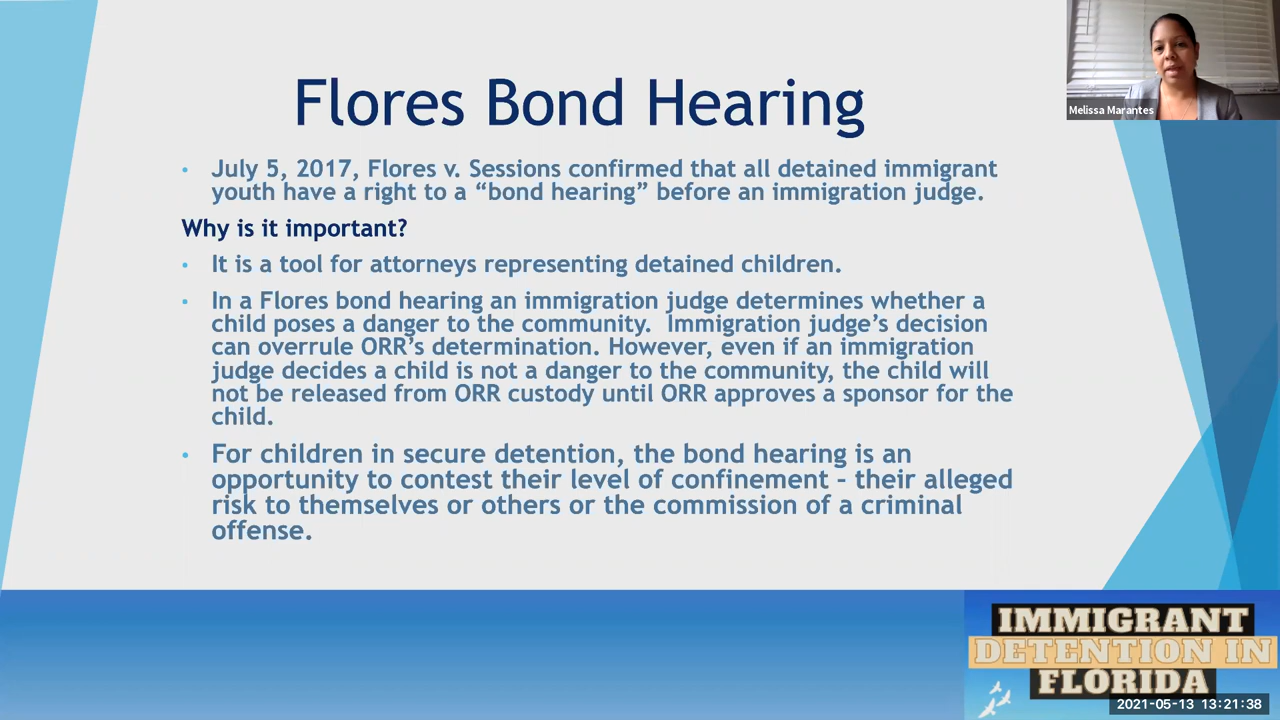 Flores Bond Hearing
Melissa Marantes
• July 5, 2017, Flores v. Sessions confirmed that all detained immigrant
youth have a right to a “bond hearing” before an immigration judge.
Why is it important?
• It is a tool for attorneys representing detained children.
• In a Flores bond hearing an immigration judge determines whether a
child poses a danger to the community.  Immigration judge’s decision
can overrule ORR’s determination. However, even if an immigration
judge decides a child is not a danger to the community, the child will
not be released from ORR custody until ORR approves a sponsor for the
child.
• For children in secure detention, the bond hearing is an
opportunity to contest their level of confinement – their alleged
risk to themselves or others or the commission of a criminal
offense.
IMMIGRANT
DETENTION IN
FLORIDA
2021-05-13 13:21:38